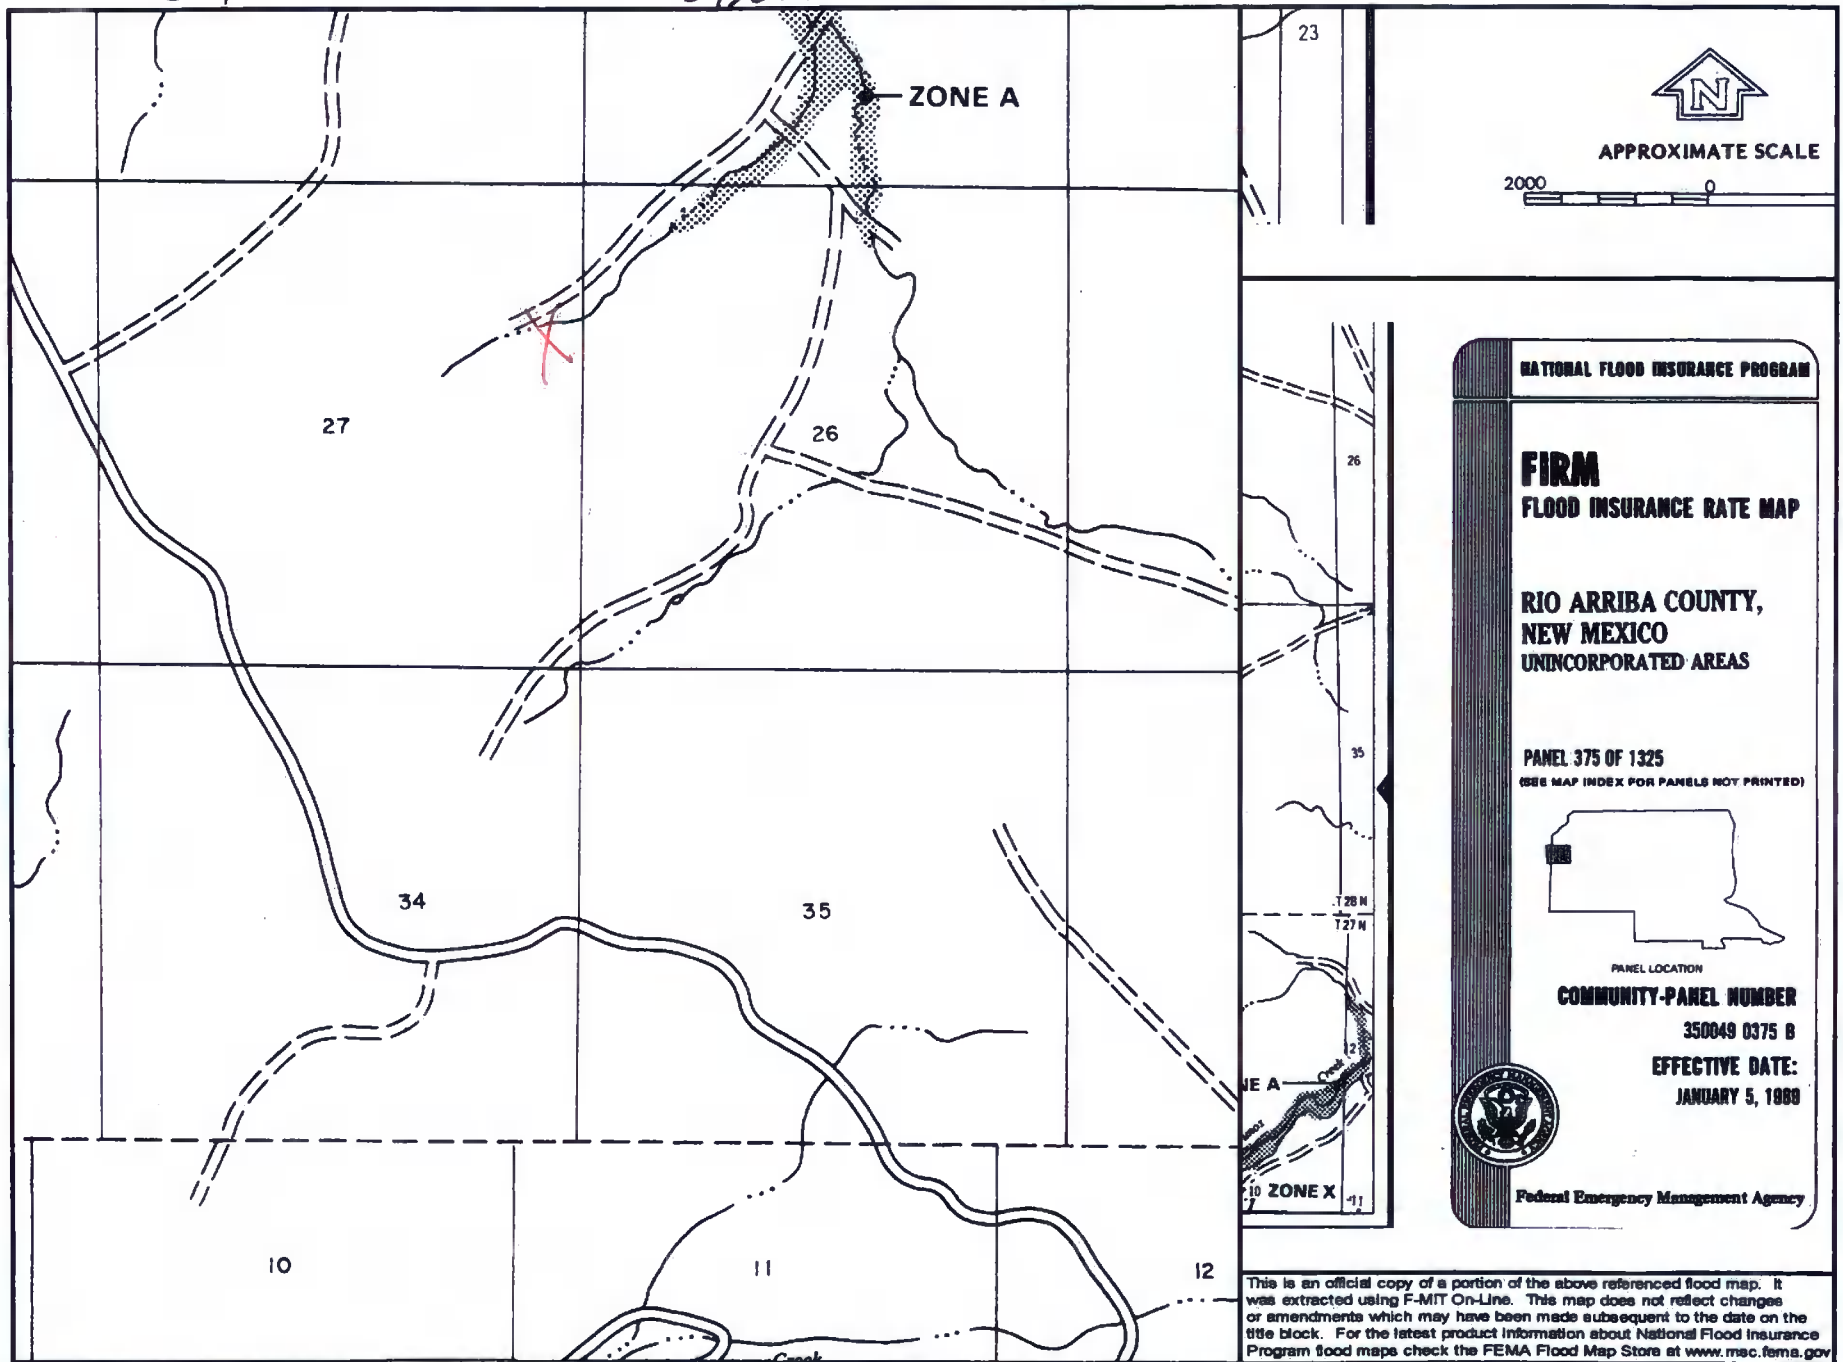 ZONE A
27
26
34
35
10
11
12
Creek
23
APPROXIMATE SCALE
2000 0
26
35
T28N
T27N
12
Creek
NE A
10 ZONE X 11
N
NATIONAL FLOOD INSURANCE PROGRAM
FIRM
FLOOD INSURANCE RATE MAP
RIO ARRIBA COUNTY,
NEW MEXICO
UNINCORPORATED AREAS
PANEL 375 OF 1325
(SEE MAP INDEX FOR PANELS NOT PRINTED)
PANEL LOCATION
COMMUNITY-PANEL NUMBER
350049 0375 B
EFFECTIVE DATE:
JANUARY 5, 1989
Federal Emergency Management Agency
This is an official copy of a portion of the above referenced flood map. It
was extracted using F-MIT On-Line. This map does not reflect changes
or amendments which may have been made subsequent to the date on the
title block. For the latest product information about National Flood Insurance
Program flood maps check the FEMA Flood Map Store at www.msc.fema.gov